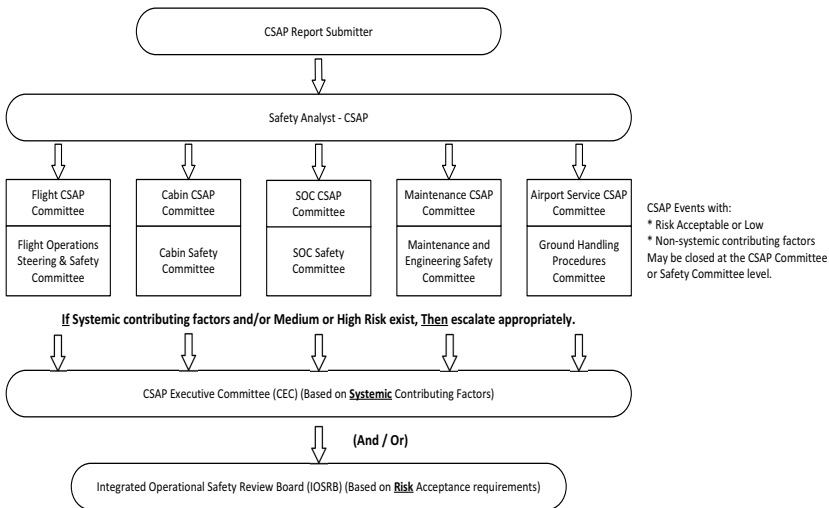 CSAP Report Submitter
Safety Analyst - CSAP
Flight CSAP
Committee
Flight Operations
Steering & Safety
Committee
Cabin CSAP
Committee
Cabin Safety
Committee
SOC CSAP
Committee
SOC Safety
Committee
Maintenance CSAP
Committee
Maintenance and
Engineering Safety
Committee
Airport Service CSAP
Committee
Ground Handling
Procedures
Committee
CSAP Events with:
* Risk Acceptable or Low
* Non-systemic contributing factors
May be closed at the CSAP Committee
or Safety Committee level.
If Systemic contributing factors and/or Medium or High Risk exist, Then escalate appropriately.
CSAP Executive Committee (CEC) (Based on Systemic Contributing Factors)
(And / Or)
Integrated Operational Safety Review Board (IOSRB) (Based on Risk Acceptance requirements)